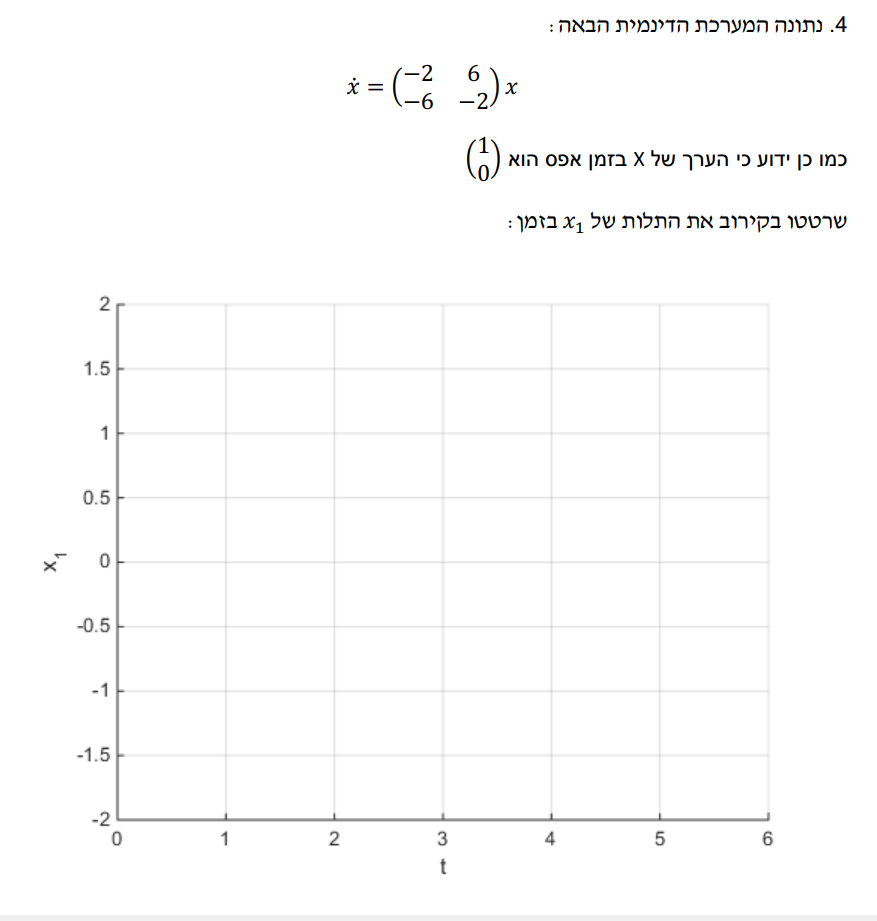 4. נתונה המערכת הדינמית הבאה:
ẋ = (−2 6
−6 −2) x
כמו כן ידוע כי הערך של X בזמן אפס הוא (1
0)
שרטטו בקירוב את התלות של x₁ בזמן:
2
1.5
1
0.5
0
-0.5
-1
-1.5
-2
x₁
0 1 2 3 4 5 6
t